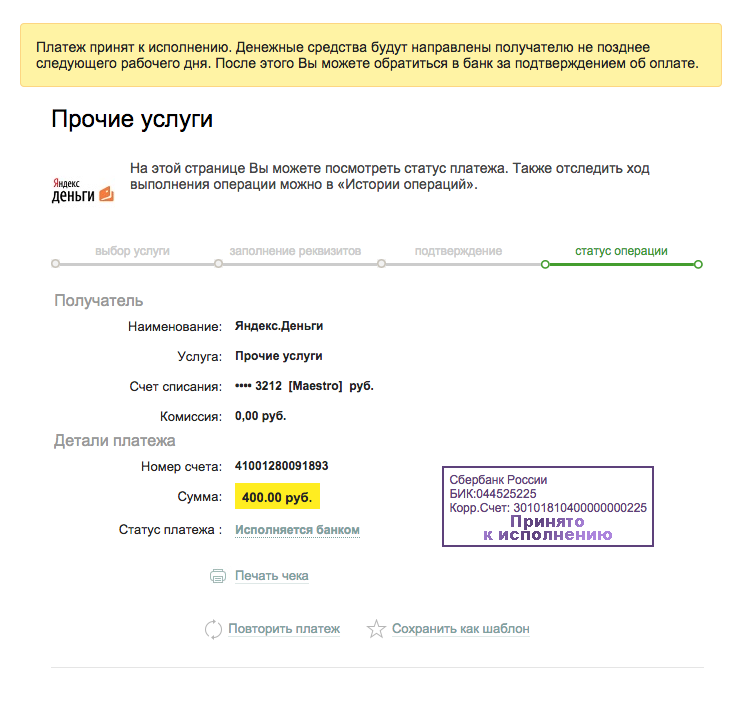 Платеж принят к исполнению. Денежные средства будут направлены получателю не позднее
следующего рабочего дня. После этого Вы можете обратиться в банк за подтверждением об оплате.
Прочие услуги
Яндекс
деньги
На этой странице Вы можете посмотреть статус платежа. Также отследить ход
выполнения операции можно в «Истории операций».
выбор услуги заполнение реквизитов подтверждение статус операции
Получатель
Наименование: Яндекс.Деньги
Услуга: Прочие услуги
Счет списания: •••• 3212 [Maestro] руб.
Комиссия: 0,00 руб.
Детали платежа
Номер счета: 41001280091893
Сумма: 400.00 руб.
Статус платежа : Исполняется банком
Сбербанк России
БИК:044525225
Корр.Счет: 30101810400000000225
Принято
к исполнению
Печать чека
Повторить платеж Сохранить как шаблон